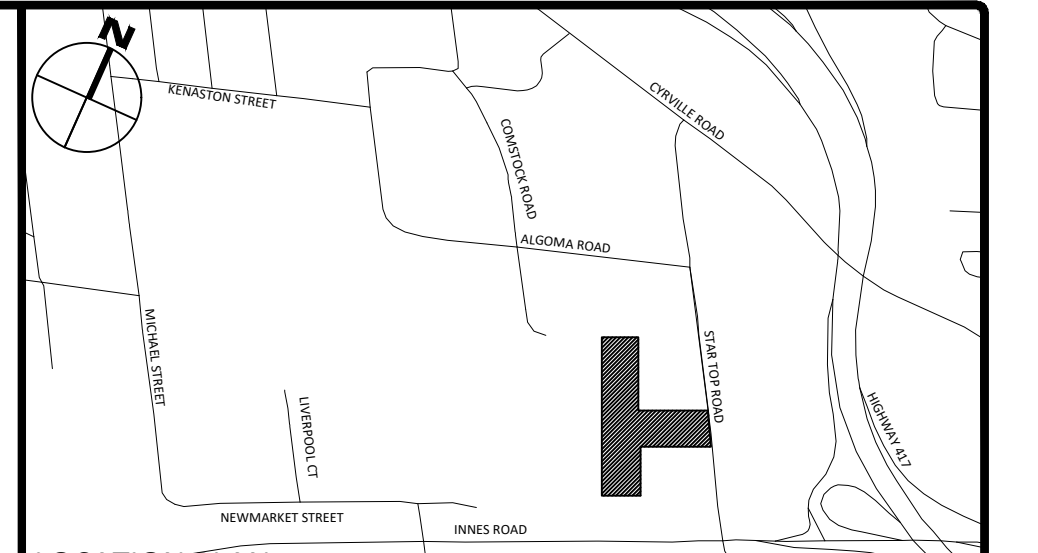 N
KENASTON STREET
CYRVILLE ROAD
COMSTOCK ROAD
ALGOMA ROAD
MICHAEL STREET
STAR TOP ROAD
LIVERPOOL CT
HIGHWAY 417
NEWMARKET STREET
INNES ROAD